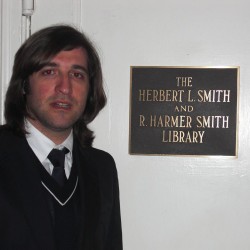 THE
HERBERT L. SMITH
AND
R. HARMER SMITH
LIBRARY